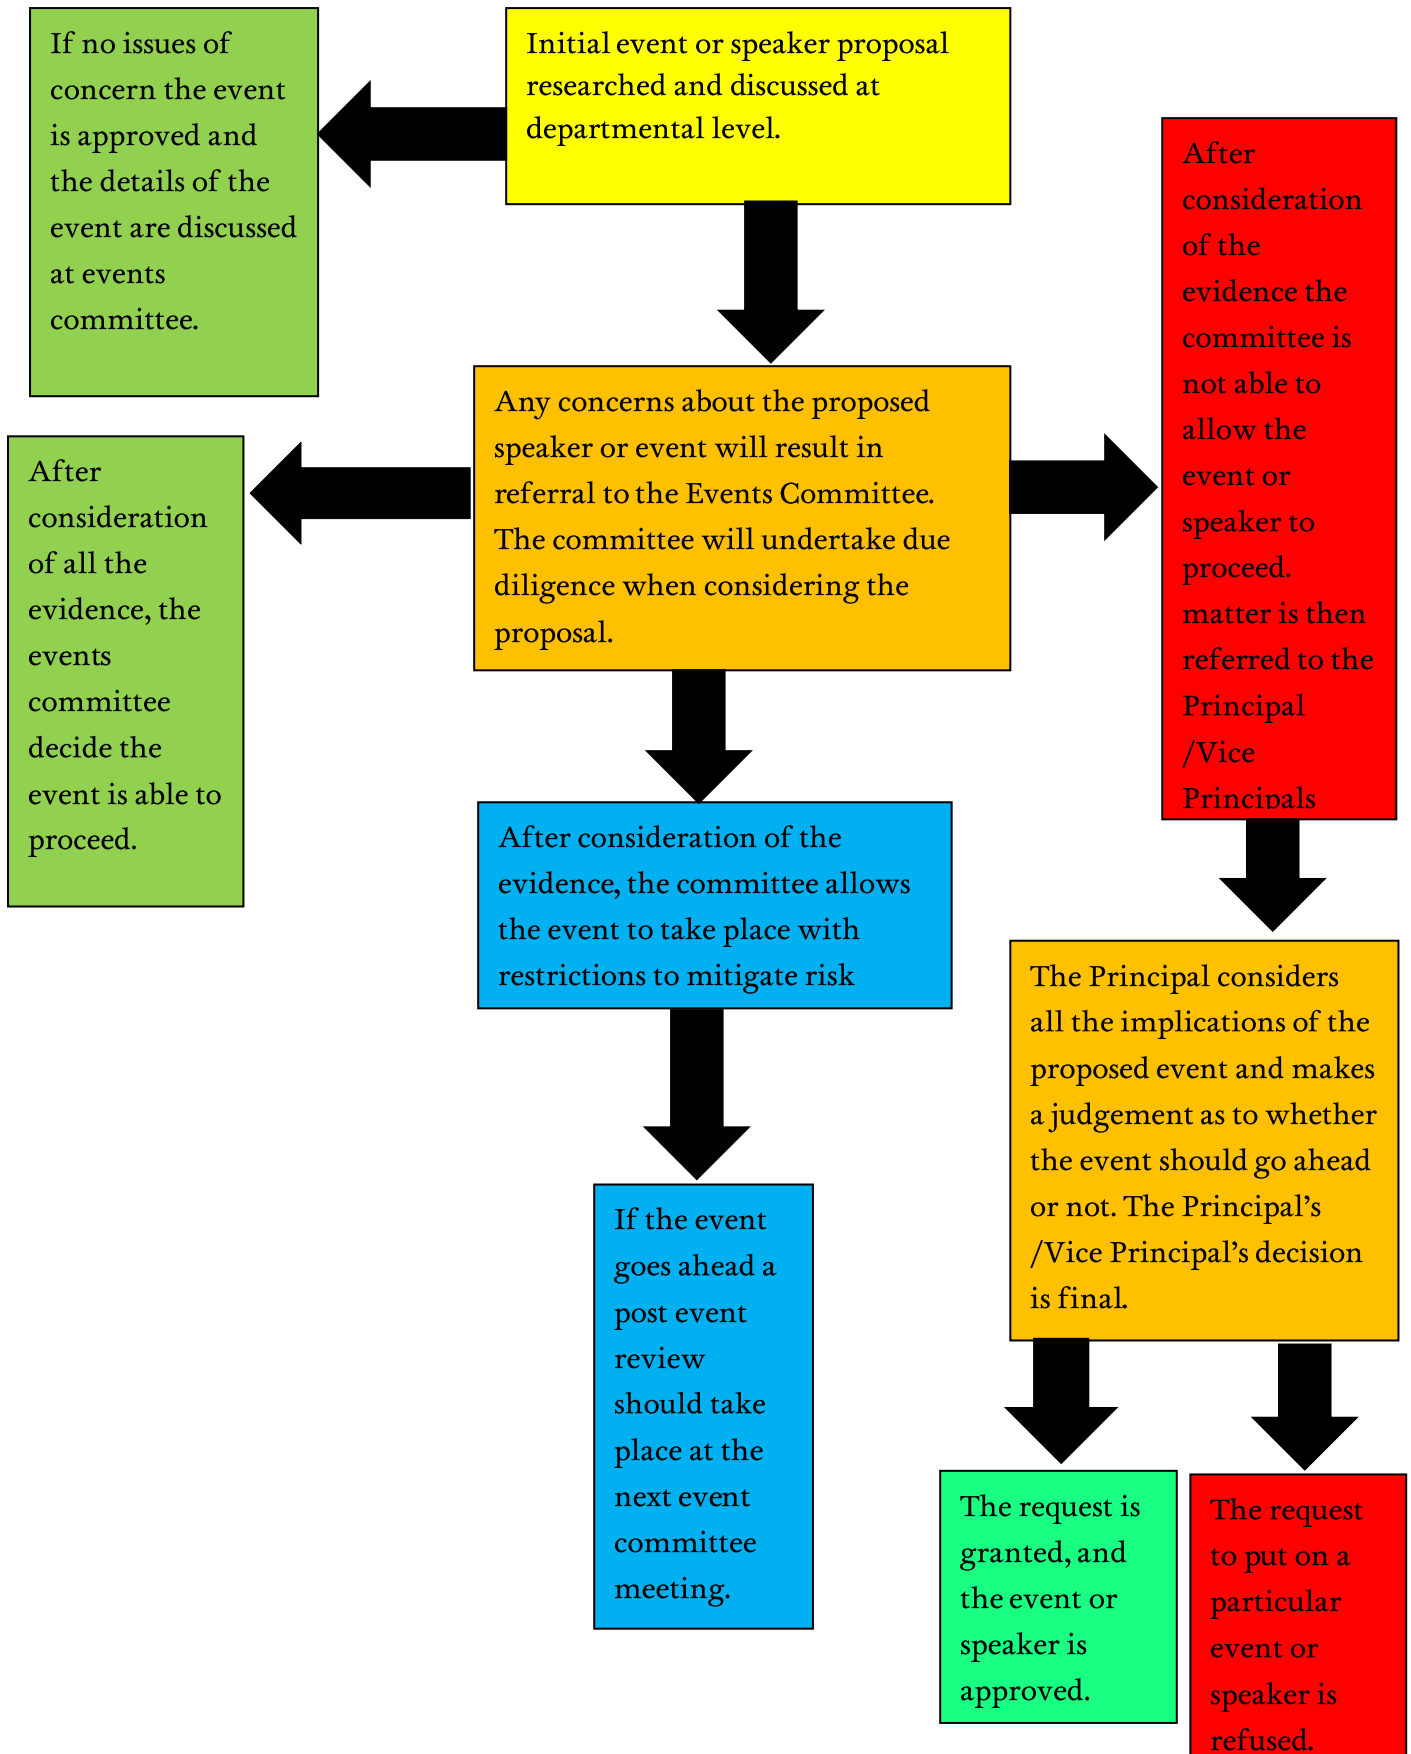 If no issues of
concern the event
is approved and
the details of the
event are discussed
at events
committee.
Initial event or speaker proposal
researched and discussed at
departmental level.
After
consideration
of the
evidence the
committee is
not able to
allow the
event or
speaker to
proceed.
matter is then
referred to the
Principal
/Vice
Principals
Any concerns about the proposed
speaker or event will result in
referral to the Events Committee.
The committee will undertake due
diligence when considering the
proposal.
After
consideration
of all the
evidence, the
events
committee
decide the
event is able to
proceed.
After consideration of the
evidence, the committee allows
the event to take place with
restrictions to mitigate risk
The Principal considers
all the implications of the
proposed event and makes
a judgement as to whether
the event should go ahead
or not. The Principal’s
/Vice Principal’s decision
is final.
If the event
goes ahead a
post event
review
should take
place at the
next event
committee
meeting.
The request is
granted, and
the event or
speaker is
approved.
The request
to put on a
particular
event or
speaker is
refused.